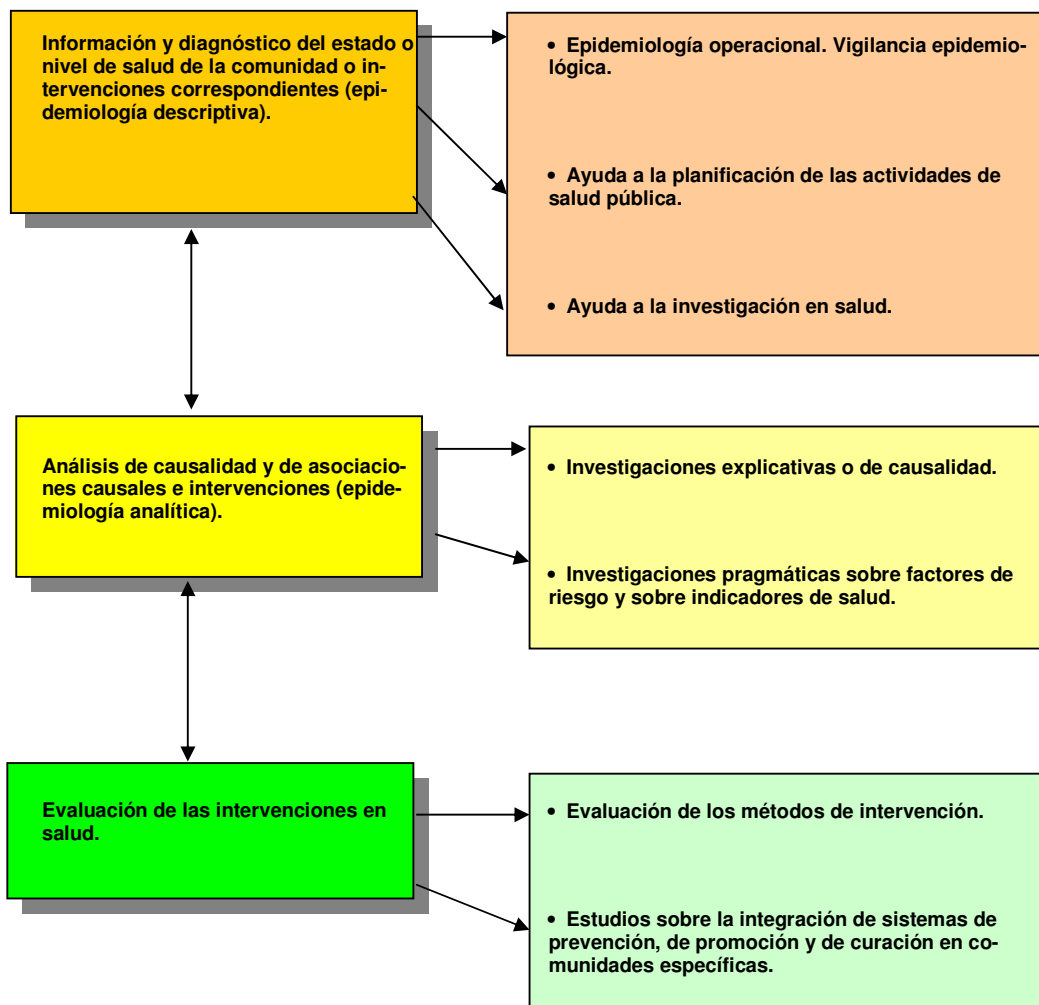 Información y diagnóstico del estado o
nivel de salud de la comunidad o in-
tervenciones correspondientes (epi-
demiología descriptiva).
• Epidemiología operacional. Vigilancia epidemio-
lógica.
• Ayuda a la planificación de las actividades de
salud pública.
• Ayuda a la investigación en salud.
Análisis de causalidad y de asociacio-
nes causales e intervenciones (epide-
miología analítica).
• Investigaciones explicativas o de causalidad.
• Investigaciones pragmáticas sobre factores de
riesgo y sobre indicadores de salud.
Evaluación de las intervenciones en
salud.
• Evaluación de los métodos de intervención.
• Estudios sobre la integración de sistemas de
prevención, de promoción y de curación en co-
munidades específicas.